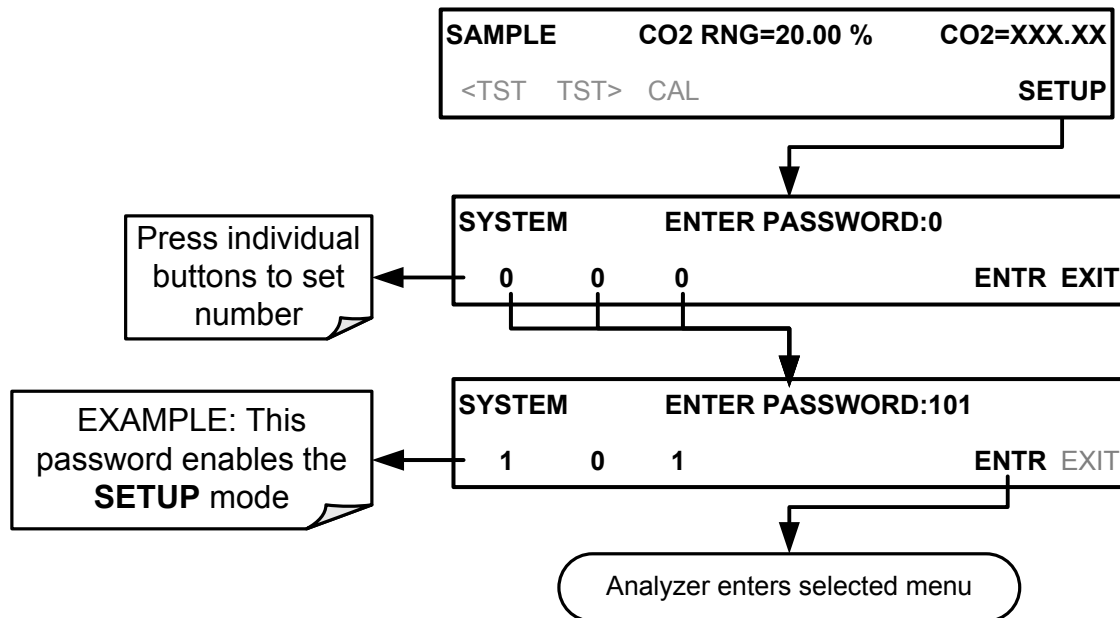 SAMPLE CO2 RNG=20.00 % CO2=XXX.XX
<TST TST> CAL SETUP
SYSTEM ENTER PASSWORD:0
0 0 0 ENTR EXIT
Press individual
buttons to set
number
SYSTEM ENTER PASSWORD:101
1 0 1 ENTR EXIT
EXAMPLE: This
password enables the
SETUP mode
Analyzer enters selected menu